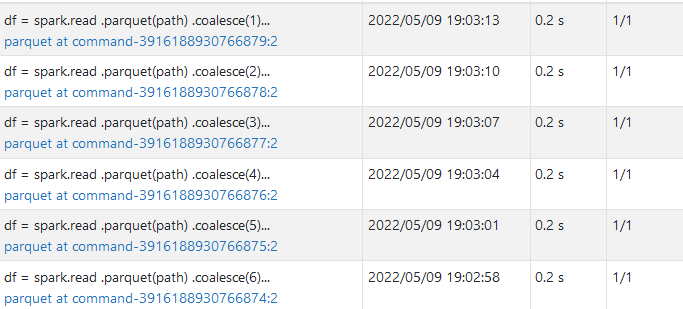 df = spark.read .parquet(path) .coalesce(1)... 2022/05/09 19:03:13 0.2 s 1/1
parquet at command-3916188930766879:2
df = spark.read .parquet(path) .coalesce(2)... 2022/05/09 19:03:10 0.2 s 1/1
parquet at command-3916188930766878:2
df = spark.read .parquet(path) .coalesce(3)... 2022/05/09 19:03:07 0.2 s 1/1
parquet at command-3916188930766877:2
df = spark.read .parquet(path) .coalesce(4)... 2022/05/09 19:03:04 0.2 s 1/1
parquet at command-3916188930766876:2
df = spark.read .parquet(path) .coalesce(5)... 2022/05/09 19:03:01 0.2 s 1/1
parquet at command-3916188930766875:2
df = spark.read .parquet(path) .coalesce(6)... 2022/05/09 19:02:58 0.2 s 1/1
parquet at command-3916188930766874:2